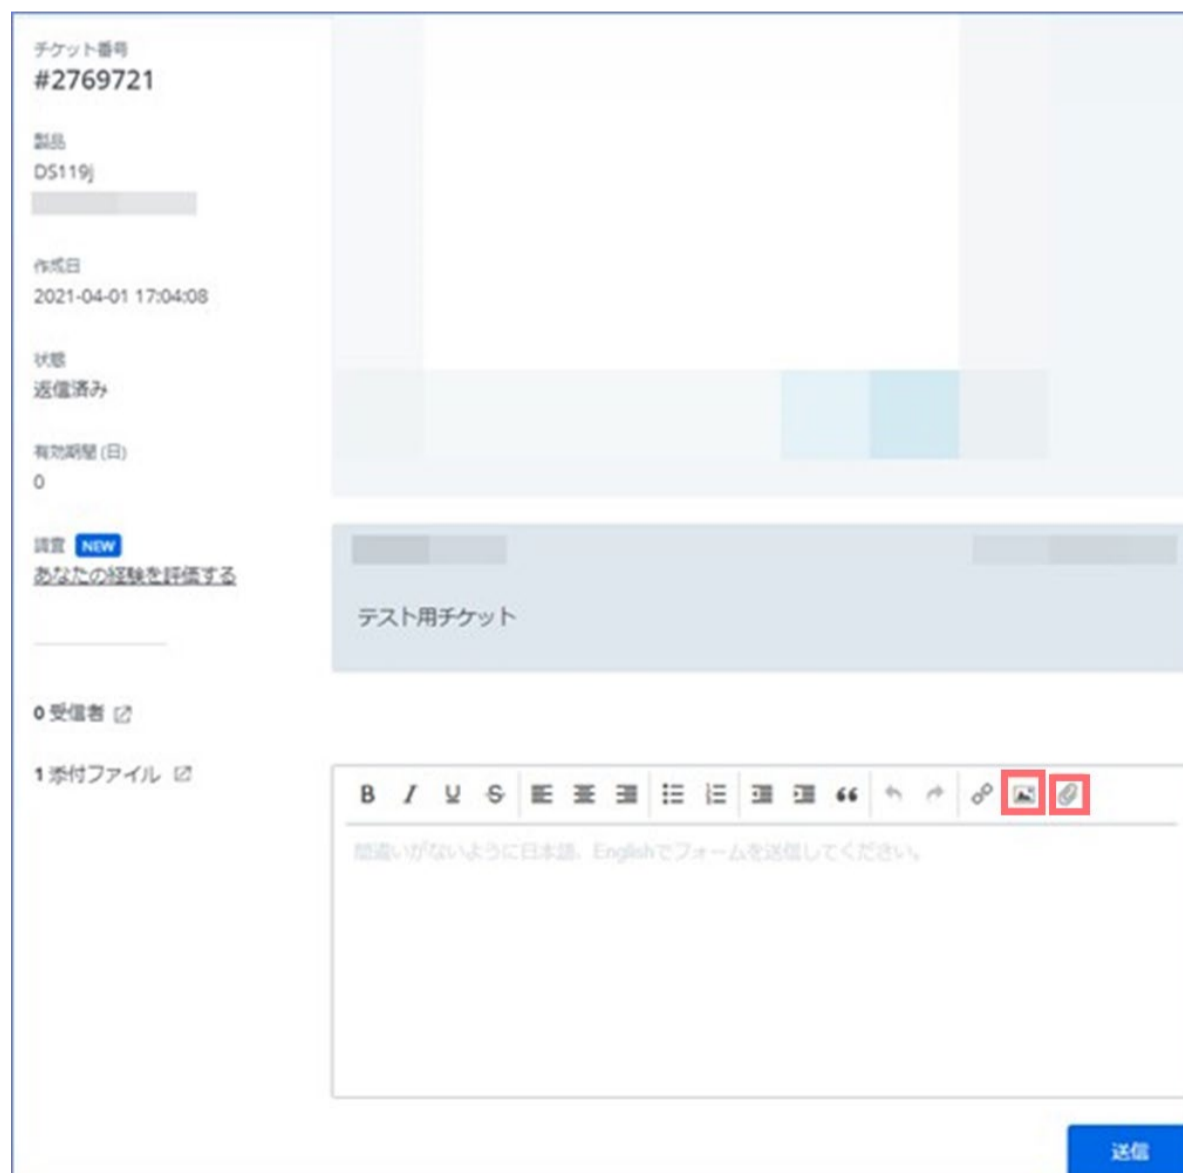 チケット番号
#2769721
製品
DS119j
作成日
2021-04-01 17:04:08
状態
返信済み
有効期間 (日)
0
調査 NEW
あなたの経験を評価する
テスト用チケット
0 受信者
1 添付ファイル
B I U S
間違いがないように日本語、Englishでフォームを送信してください。
送信